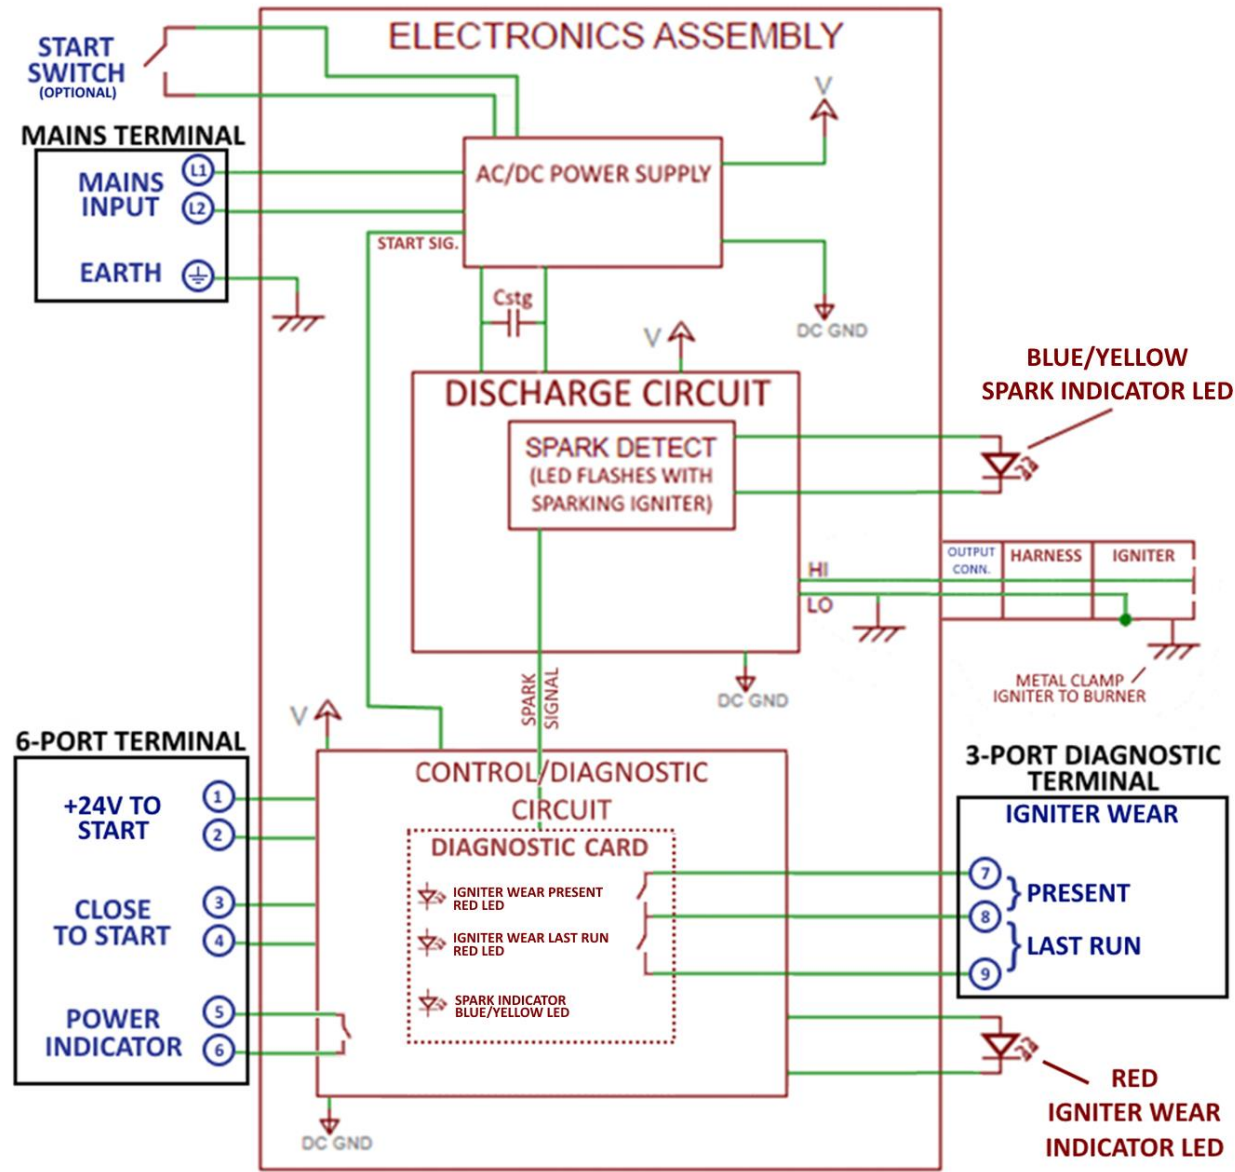 ELECTRONICS ASSEMBLY
START
SWITCH
(OPTIONAL)
V
MAINS TERMINAL
MAINS
INPUT
L1
L2
EARTH
AC/DC POWER SUPPLY
START SIG.
Cstg
DC GND
V
DISCHARGE CIRCUIT
SPARK DETECT
(LED FLASHES WITH
SPARKING IGNITER)
BLUE/YELLOW
SPARK INDICATOR LED
HI
LO
OUTPUT
CONN.
HARNESS
IGNITER
METAL CLAMP
IGNITER TO BURNER
DC GND
SPARK
SIGNAL
V
6-PORT TERMINAL
+24V TO
START
1
2
CLOSE
TO START
3
4
POWER
INDICATOR
5
6
CONTROL/DIAGNOSTIC
CIRCUIT
DIAGNOSTIC CARD
IGNITER WEAR PRESENT
RED LED
IGNITER WEAR LAST RUN
RED LED
SPARK INDICATOR
BLUE/YELLOW LED
DC GND
3-PORT DIAGNOSTIC
TERMINAL
IGNITER WEAR
7
8
9
PRESENT
LAST RUN
RED
IGNITER WEAR
INDICATOR LED